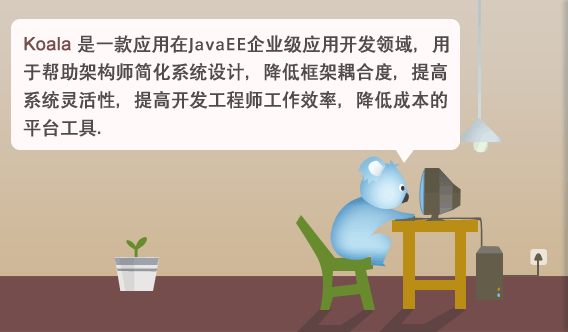 Koala 是一款应用在JavaEE企业级应用开发领域，用
于帮助架构师简化系统设计，降低框架耦合度，提高
系统灵活性，提高开发工程师工作效率，降低成本的
平台工具.